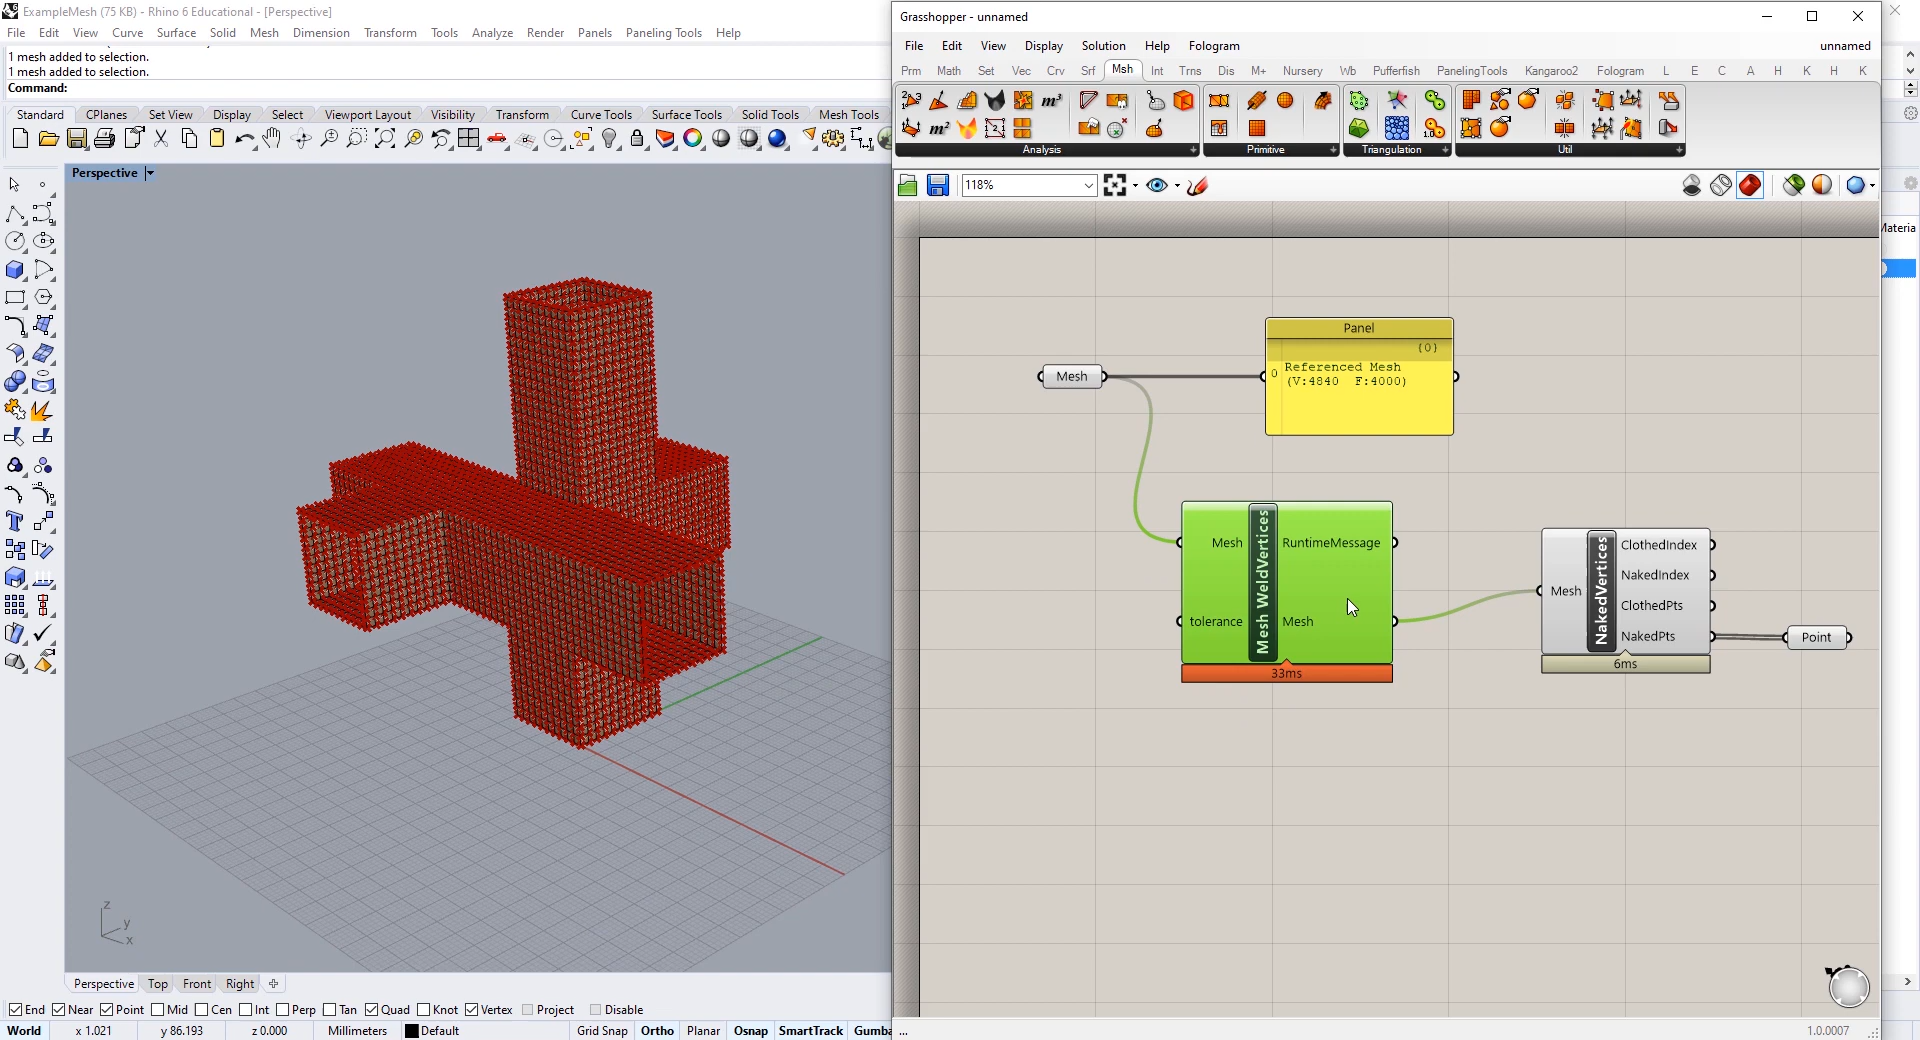 ExampleMesh (75 KB) - Rhino 6 Educational - [Perspective]
File Edit View Curve Surface Solid Mesh Dimension Transform Tools Analyze Render Panels Paneling Tools Help
1 mesh added to selection.
1 mesh added to selection.
Command:
Standard CPlanes Set View Display Select Viewport Layout Visibility Transform Curve Tools Surface Tools Solid Tools Mesh Tools
Perspective
z
y
x
Perspective Top Front Right
End Near Point Mid Cen Int Perp Tan Quad Knot Vertex Project Disable
World x 1.021 y 86.193 z 0.000 Millimeters Default Grid Snap Ortho Planar Osnap SmartTrack Gumba
Grasshopper - unnamed
File Edit View Display Solution Help Fologram unnamed
Prm Math Set Vec Crv Srf Msh Int Trns Dis M+ Nursery Wb Pufferfish PanelingTools Kangaroo2 Fologram L E C A H K H K
Analysis Primitive Triangulation Util
118%
Panel
{0}
0 Referenced Mesh
(V:4840 F:4000)
Mesh
Mesh RuntimeMessage
Mesh WeldVertices
tolerance Mesh
33ms
ClothedIndex
NakedIndex
Mesh NakedVertices
ClothedPts
NakedPts
6ms
Point
... 1.0.0007
Materia